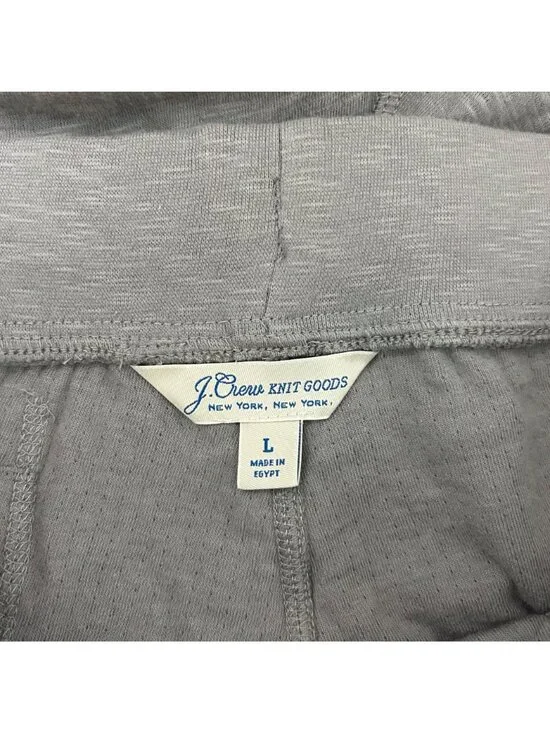 J.Crew KNIT GOODS
NEW YORK, NEW YORK.
L
MADE IN
EGYPT